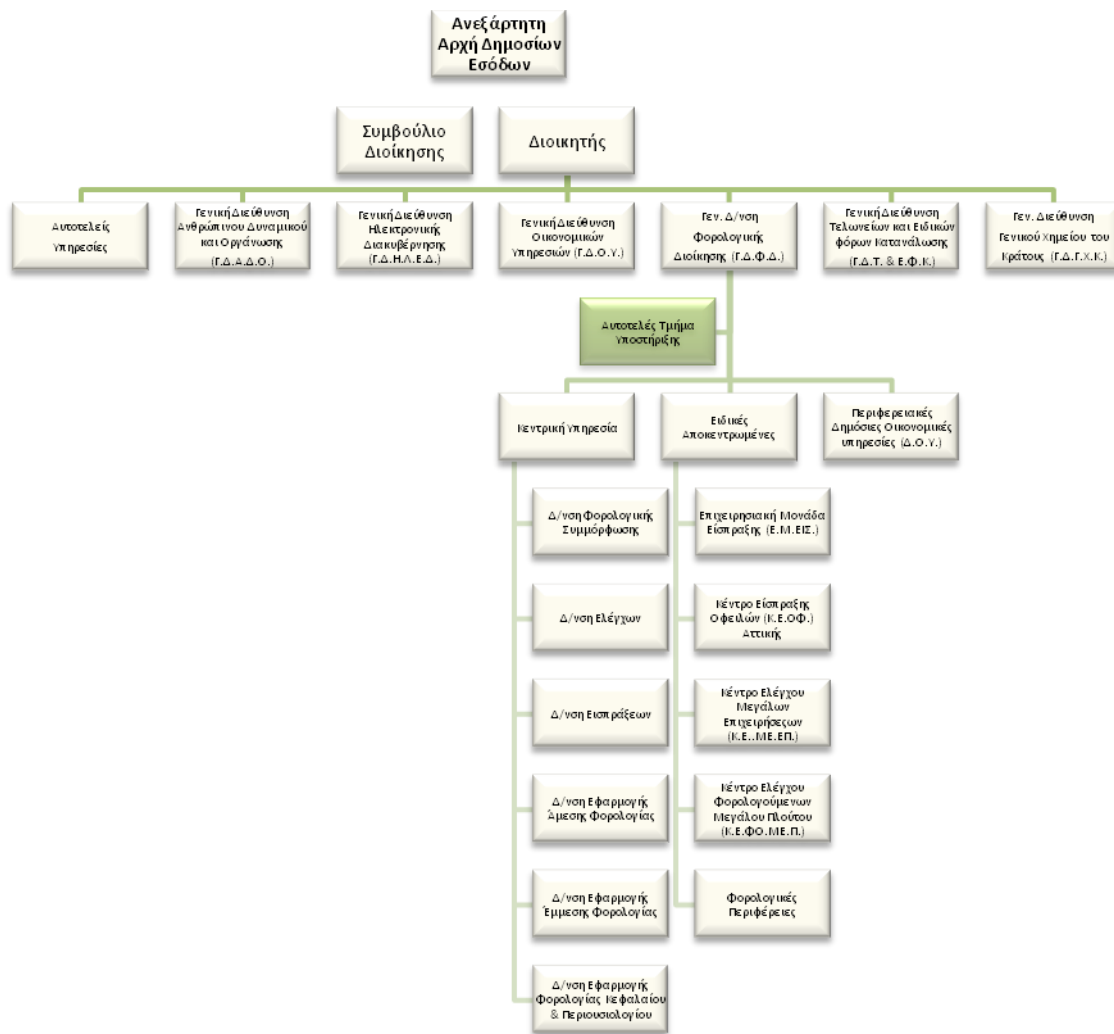 Ανεξάρτητη
Αρχή Δημοσίων
Εσόδων
Συμβούλιο
Διοίκησης
Διοικητής
Αυτοτελείς
Υπηρεσίες
Γενική Διεύθυνση
Ανθρώπινου Δυναμικού
και Οργάνωσης
(Γ.Δ.Α.Δ.Ο.)
Γενική Διεύθυνση
Ηλεκτρονικής
Διακυβέρνησης
(Γ.Δ.Η.Λ.Ε.Δ.)
Γενική Διεύθυνση
Οικονομικών
Υπηρεσιών (Γ.Δ.Ο.Υ.)
Γεν. Δ/νση
Φορολογικής
Διοίκησης (Γ.Δ.Φ.Δ.)
Γενική Διεύθυνση
Τελωνείων και Ειδικών
φόρων Κατανάλωσης
(Γ.Δ.Τ. & Ε.Φ.Κ.)
Γεν. Διεύθυνση
Γενικού Χημείου του
Κράτους (Γ.Δ.Γ.Χ.Κ.)
Αυτοτελές Τμήμα
Υποστήριξης
Κεντρική Υπηρεσία
Ειδικές
Αποκεντρωμένες
Περιφερειακές
Δημόσιες Οικονομικές
υπηρεσίες (Δ.Ο.Υ.)
Δ/νση Φορολογικής
Συμμόρφωσης
Επιχειρησιακή Μονάδα
Είσπραξης (Ε.Μ.ΕΙΣ.)
Δ/νση Ελέγχων
Κέντρο Είσπραξης
Οφειλών (Κ.Ε.ΟΦ.)
Αττικής
Δ/νση Εισπράξεων
Κέντρο Ελέγχου
Μεγάλων
Επιχειρήσεςων
(Κ.Ε..ΜΕ.ΕΠ.)
Δ/νση Εφαρμογής
Άμεσης Φορολογίας
Κέντρο Ελέγχου
Φορολογούμενων
Μεγάλου Πλούτου
(Κ.Ε.ΦΟ.ΜΕ.Π.)
Δ/νση Εφαρμογής
Έμμεσης Φορολογίας
Φορολογικές
Περιφέρειες
Δ/νση Εφαρμογής
Φορολογίας Κεφαλαίου
& Περιουσιολογίου